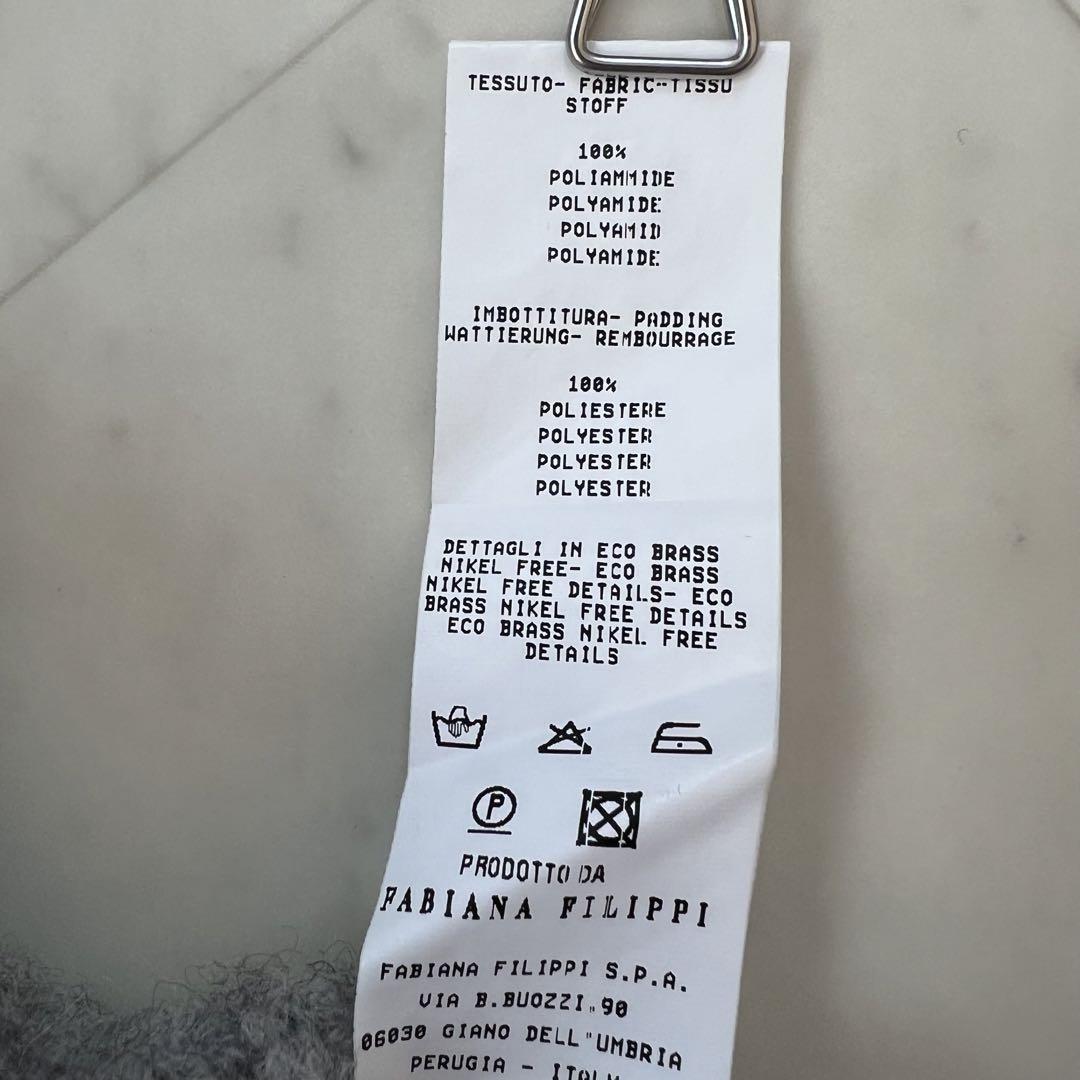 TESSUTO- FABRIC-TISSU
STOFF
100%
POLIAMMIDE
POLYAMIDE
POLYAMID
POLYAMIDE
IMBOTTITURA- PADDING
WATTIERUNG- REMBOURRAGE
100%
POLIESTERE
POLYESTER
POLYESTER
POLYESTER
DETTAGLI IN ECO BRASS
NIKEL FREE- ECO BRASS
NIKEL FREE DETAILS- ECO
BRASS NIKEL FREE DETAILS
ECO BRASS NIKEL FREE
DETAILS
P
PRODOTTO DA
FABIANA FILIPPI
FABIANA FILIPPI S.P.A.
VIA B.BUOZZI,90
06030 GIANO DELL"UMBRIA
PERUGIA - ITALY